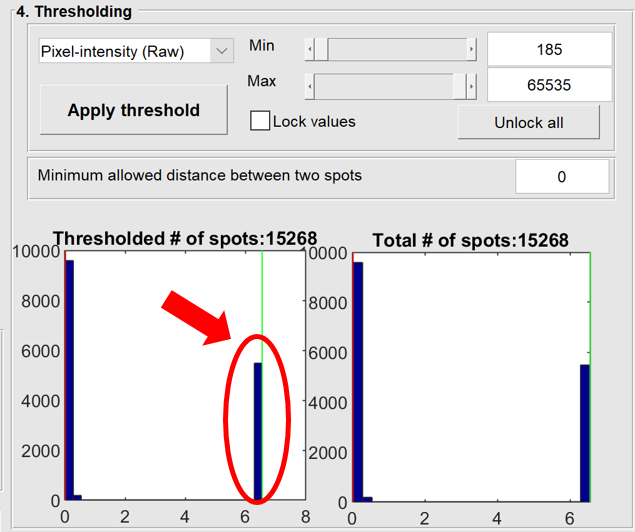 4. Thresholding
Pixel-intensity (Raw)
Min
185
Max
65535
Apply threshold
Lock values
Unlock all
Minimum allowed distance between two spots
0
Thresholded # of spots:15268
Total # of spots:15268
10000
8000
6000
4000
2000
0
0
2
4
6
8
10000
8000
6000
4000
2000
0
0
2
4
6